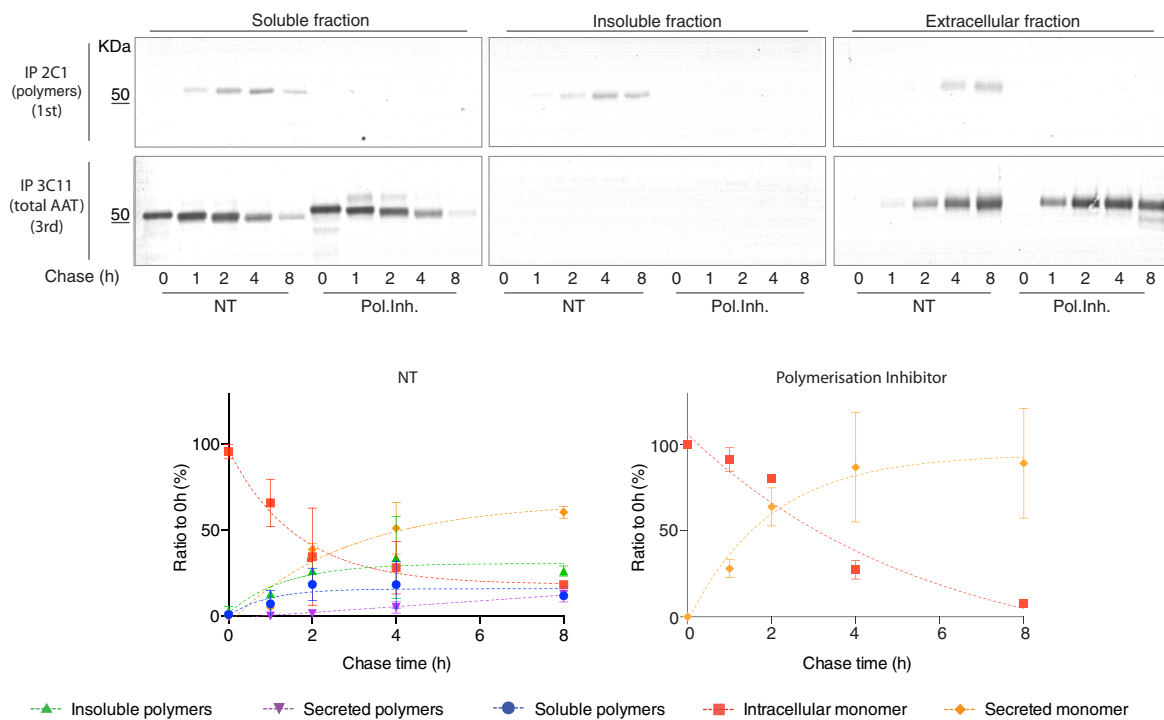 Soluble fraction Insoluble fraction Extracellular fraction
KDa
IP 2C1
(polymers)
(1st)
50
IP 3C11
(total AAT)
(3rd)
50
Chase (h) 0 1 2 4 8 0 1 2 4 8 0 1 2 4 8 0 1 2 4 8 0 1 2 4 8 0 1 2 4 8
NT Pol.Inh. NT Pol.Inh. NT Pol.Inh.
NT
Ratio to 0h (%)
100
50
0
0 2 4 6 8
Chase time (h)
Polymerisation Inhibitor
Ratio to 0h (%)
100
50
0
0 2 4 6 8
Chase time (h)
Insoluble polymers Secreted polymers Soluble polymers Intracellular monomer Secreted monomer